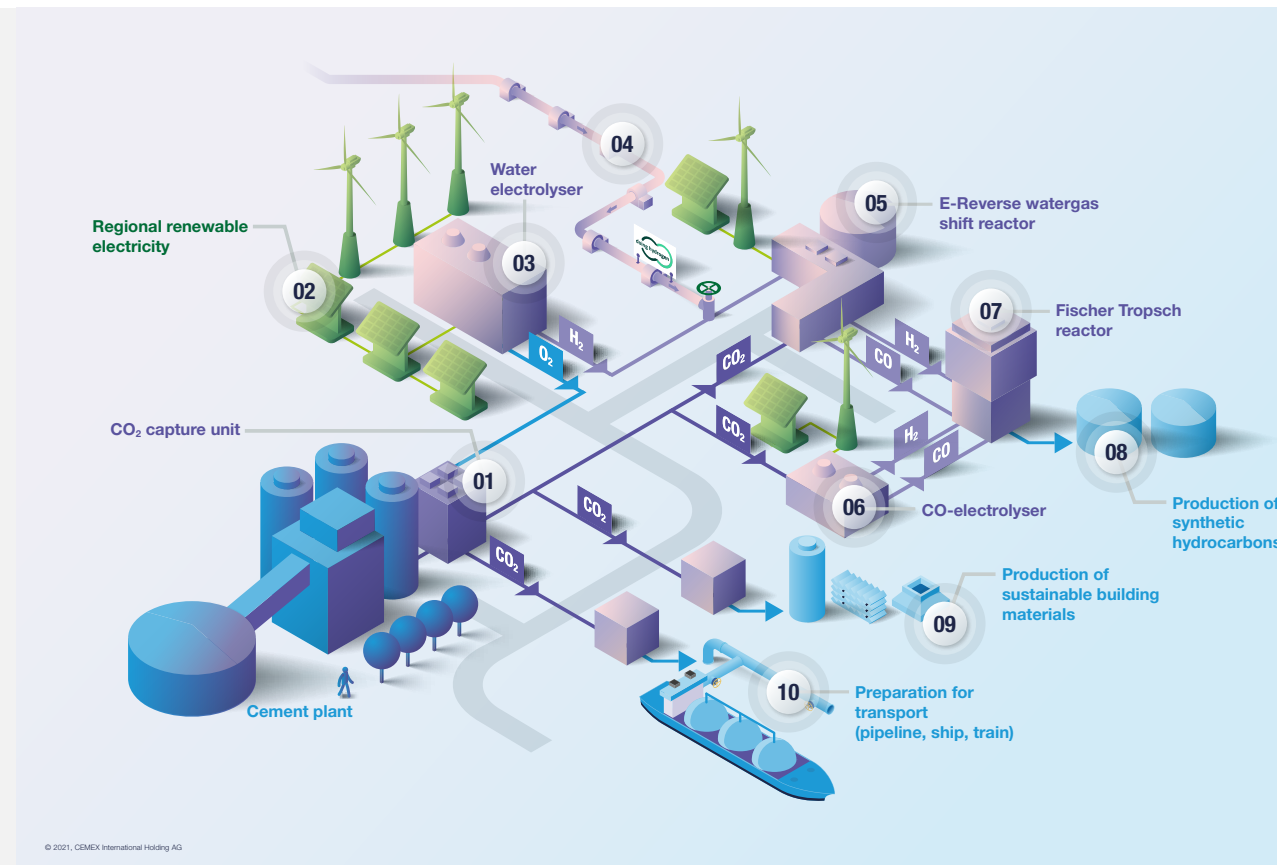 04
Water
electrolyser
05
E-Reverse watergas
shift reactor
Regional renewable
electricity
doing hydrogen
03
02
07
Fischer Tropsch
reactor
H₂
O₂
H₂
CO
CO₂
CO₂
H₂
CO
CO₂ capture unit
08
01
06
CO-electrolyser
Production of
synthetic
hydrocarbons
CO₂
CO₂
Production of
sustainable building
materials
09
10
Preparation for
transport
(pipeline, ship, train)
Cement plant
© 2021, CEMEX International Holding AG